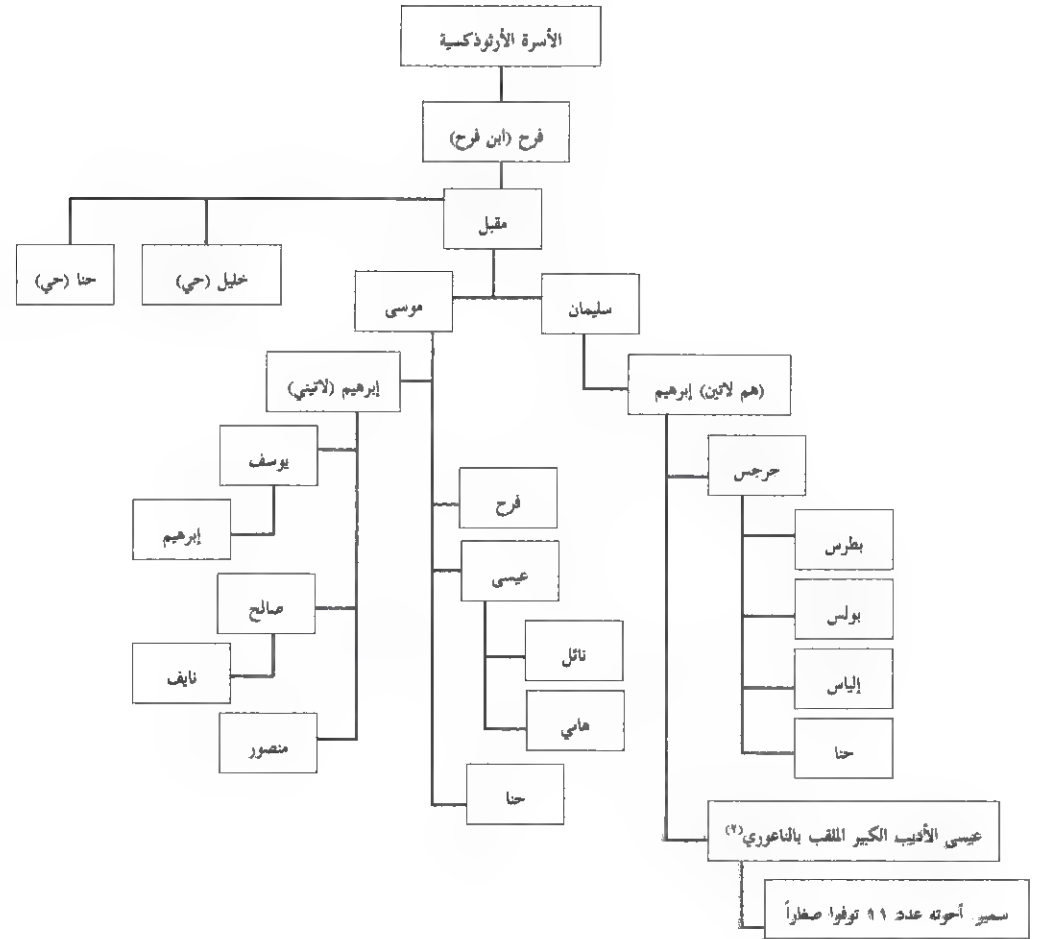 الأسرة الأرثوذكسية
فرح (ابن فرح)
مقبل
خليل (حي)
حنا (حي)
سليمان
موسى
(هم لاتين) إبرهيم
إبرهيم (لاتيني)
جرجس
يوسف
فرح
إبرهيم
بطرس
عيسى
صالح
بولس
نائل
نايف
إلياس
هاني
منصور
حنا
حنا
عيسى الأديب الكبير الملقب بالناعوري(٢)
سمير أخوته عدد ١١ توفوا صغاراً